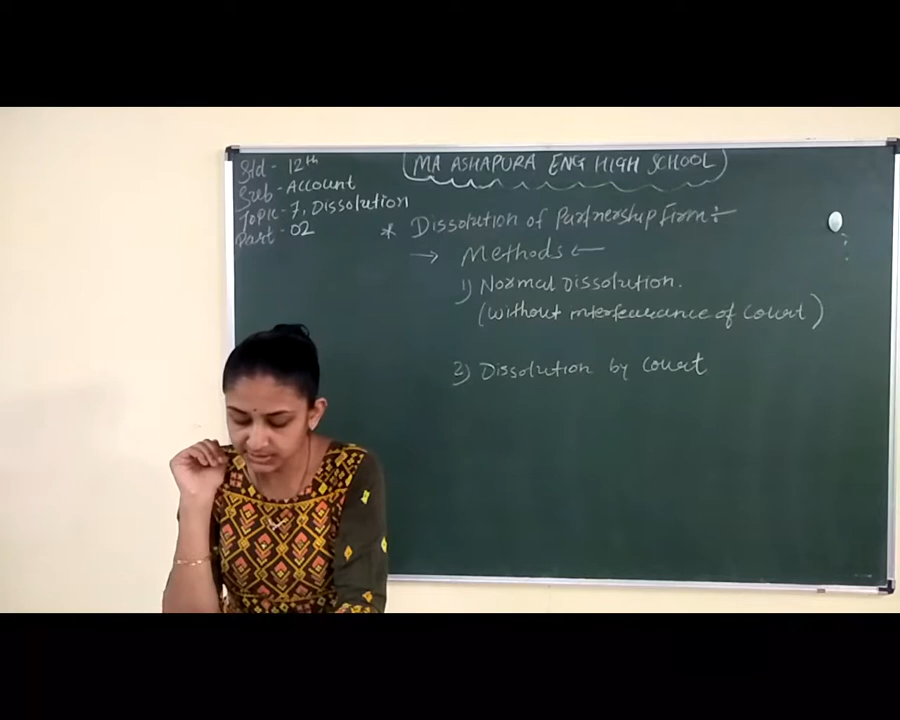 Std - 12th
Sub - Account
Topic - 7, Dissolution
Part - 02
MA ASHAPURA ENG HIGH SCHOOL
* Dissolution of Partnership Firm :-
→ Methods ←
1) Normal Dissolution.
(Without interfeurance of Court)
2) Dissolution by Court